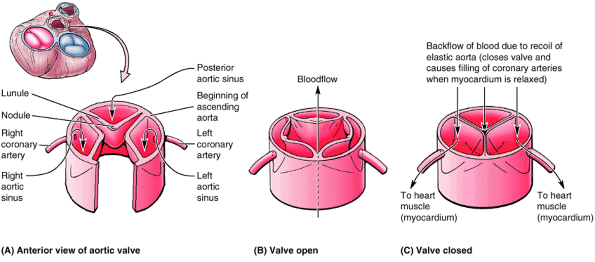 Posterior
aortic sinus
Lunule
Nodule
Right
coronary
artery
Right
aortic
sinus
Beginning of
ascending
aorta
Left
coronary
artery
Left
aortic
sinus
(A) Anterior view of aortic valve
Bloodflow
(B) Valve open
Backflow of blood due to recoil of
elastic aorta (closes valve and
causes filling of coronary arteries
when myocardium is relaxed)
To heart
muscle
(myocardium)
To heart
muscle
(myocardium)
(C) Valve closed